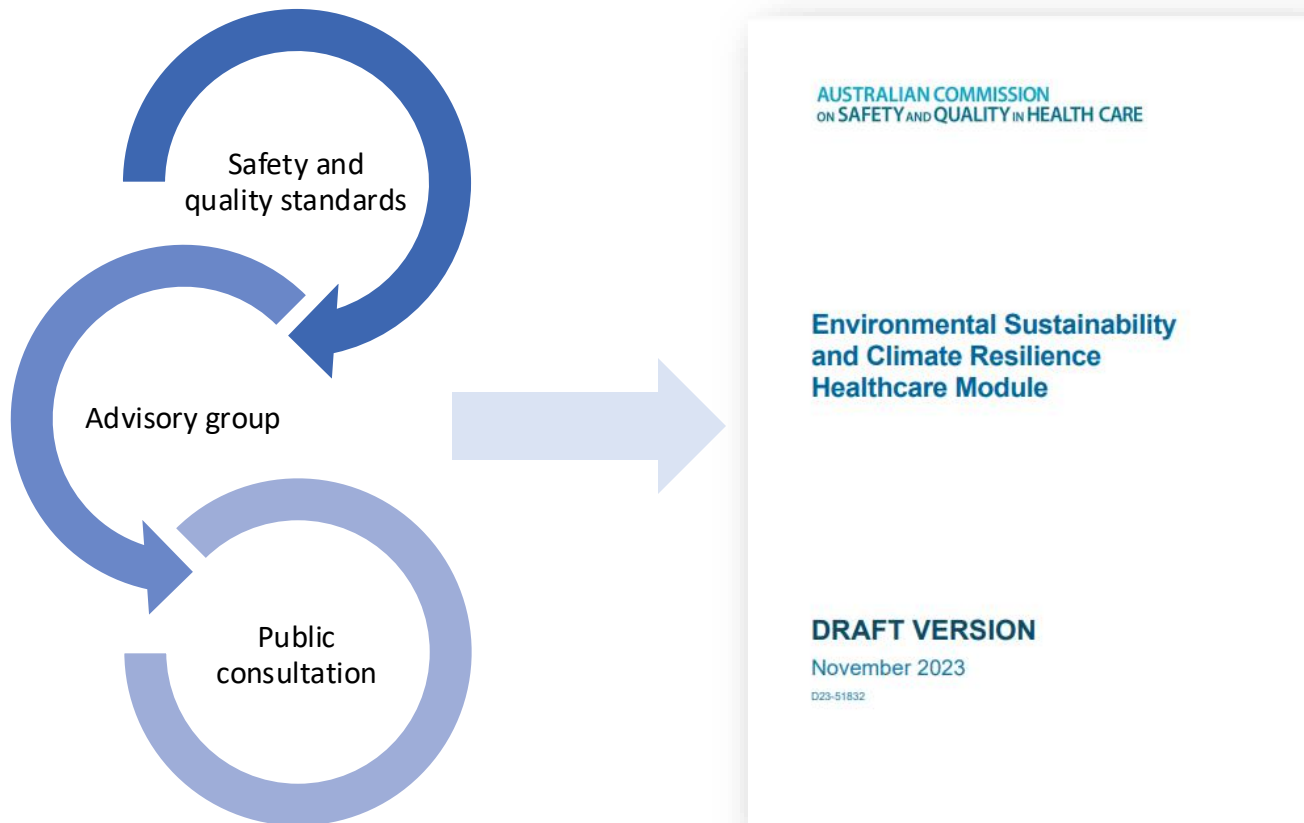 Safety and
quality standards
Advisory group
Public
consultation
AUSTRALIAN COMMISSION
ON SAFETY AND QUALITY IN HEALTH CARE
Environmental Sustainability
and Climate Resilience
Healthcare Module
DRAFT VERSION
November 2023
D23-51832